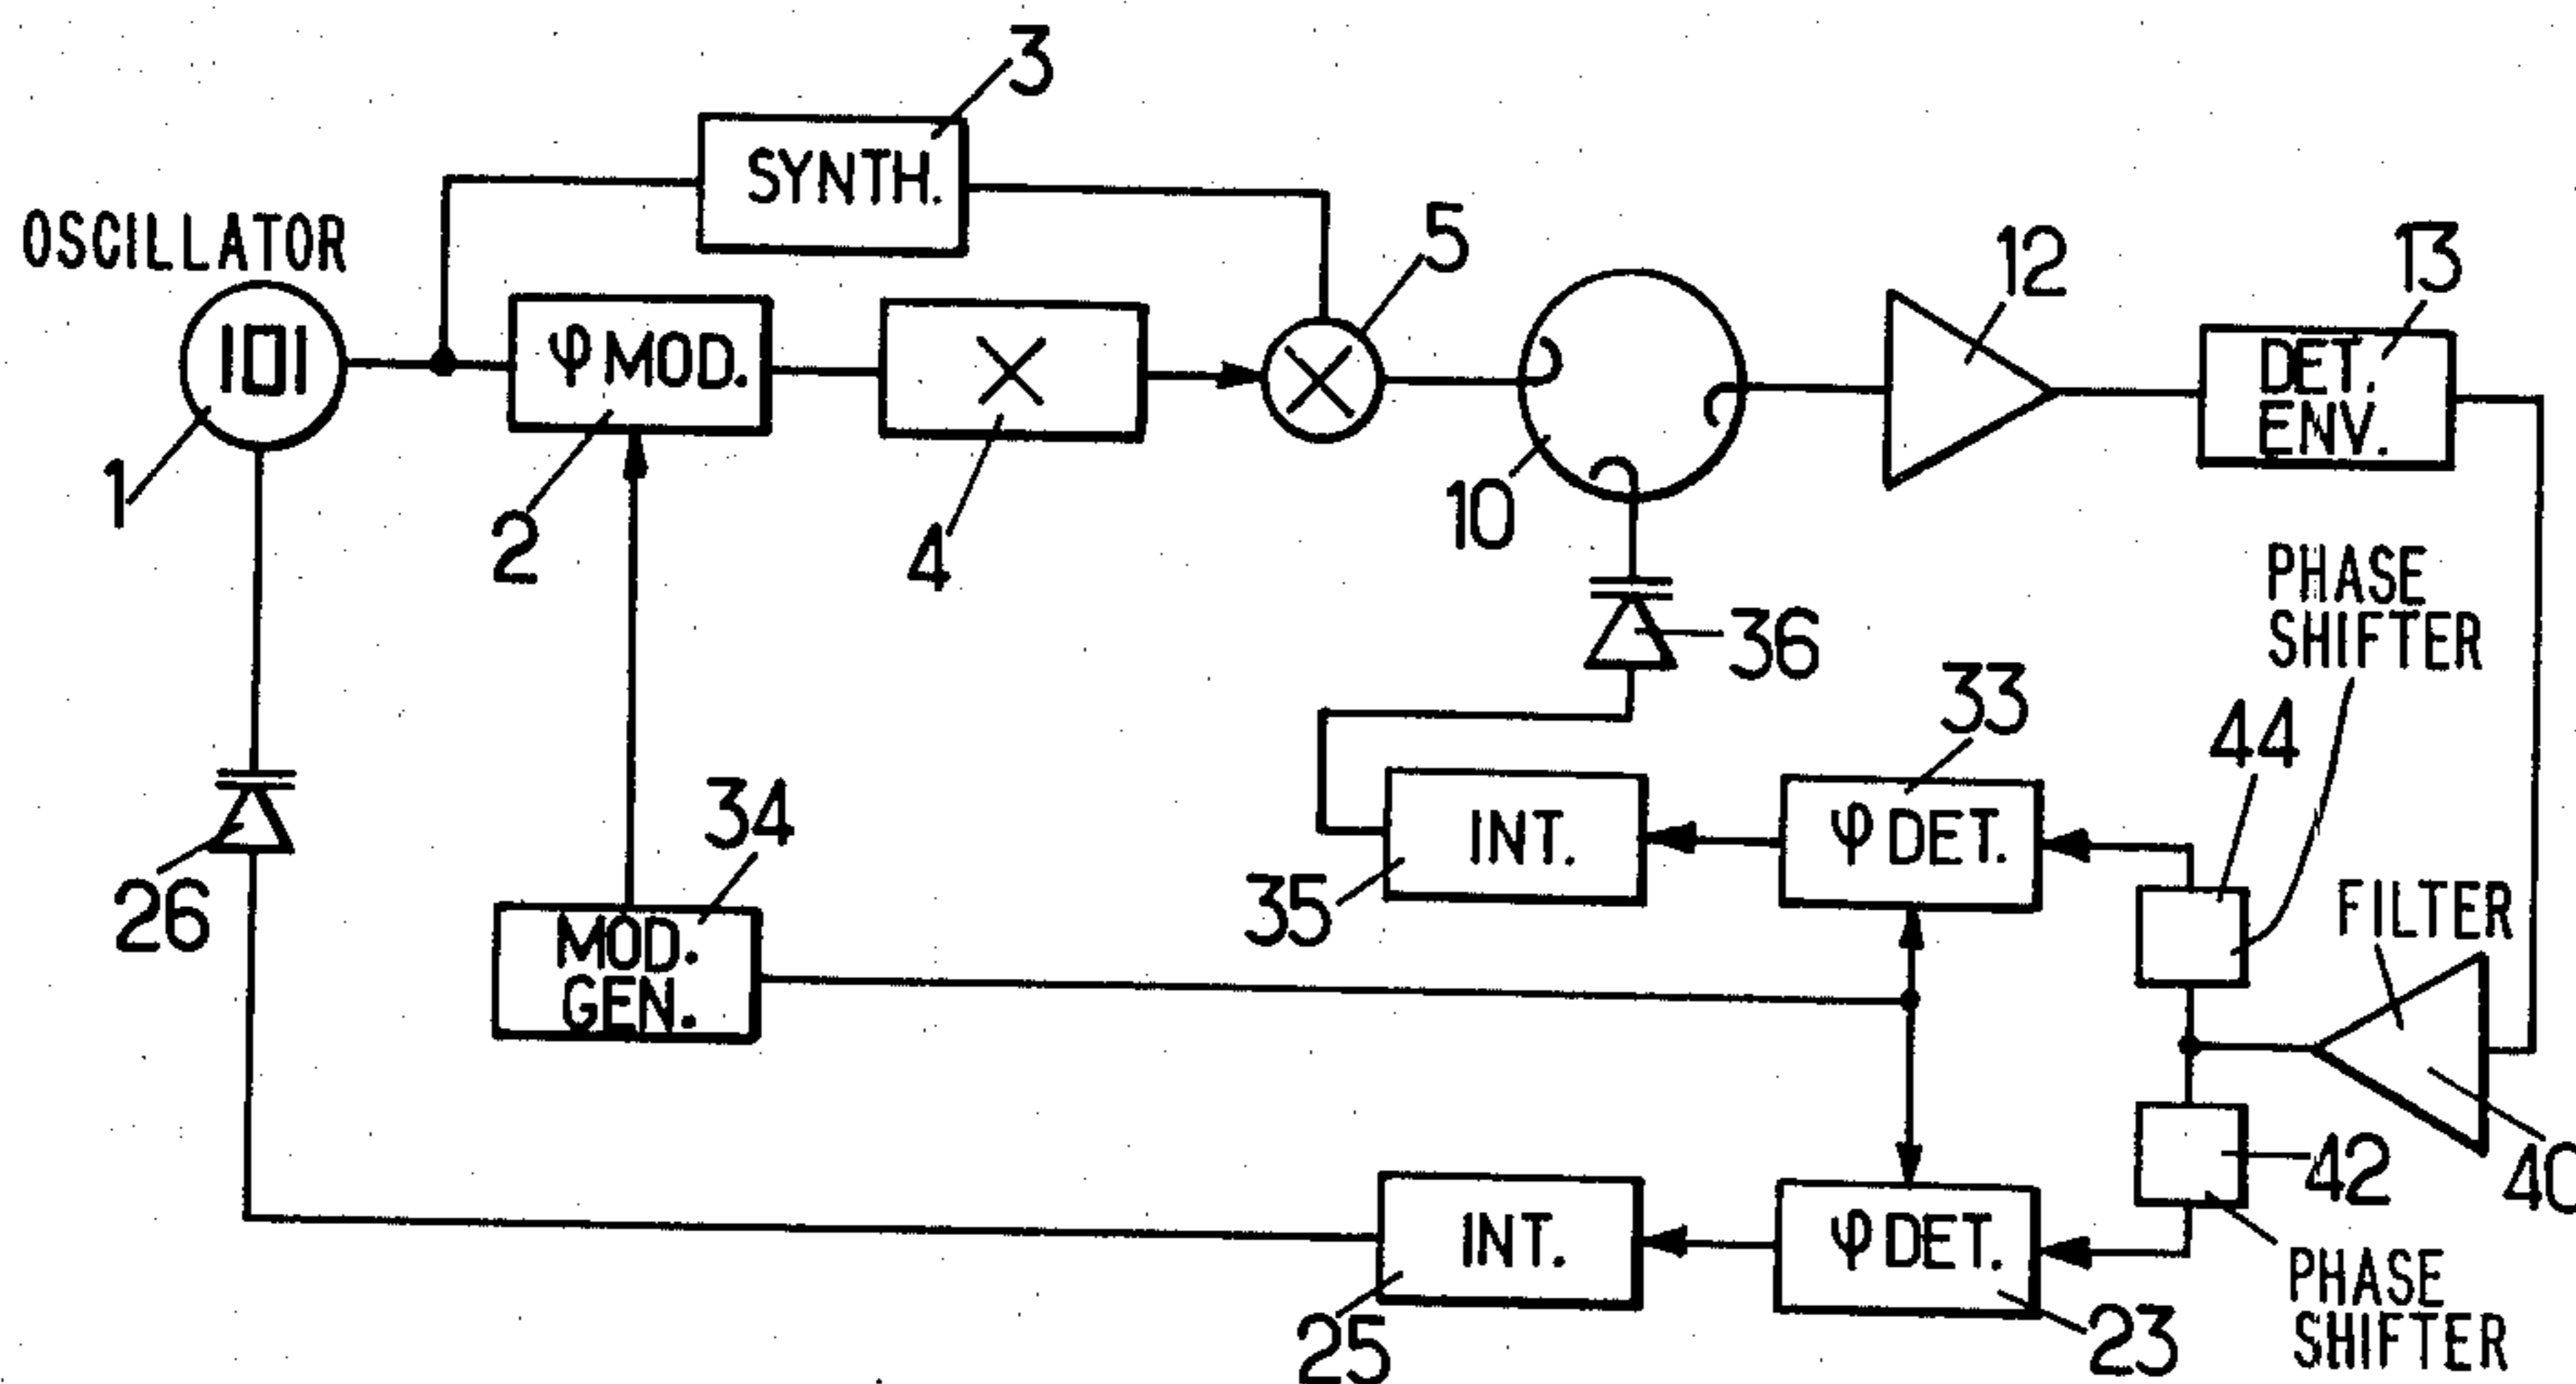 3
SYNTH.
OSCILLATOR
5
12
13
φ MOD.
DET.
ENV.
1
2
4
10
PHASE
SHIFTER
36
33
44
34
INT.
φ DET.
26
35
FILTER
MOD.
GEN.
42
40
INT.
φ DET.
25
23
PHASE
SHIFTER